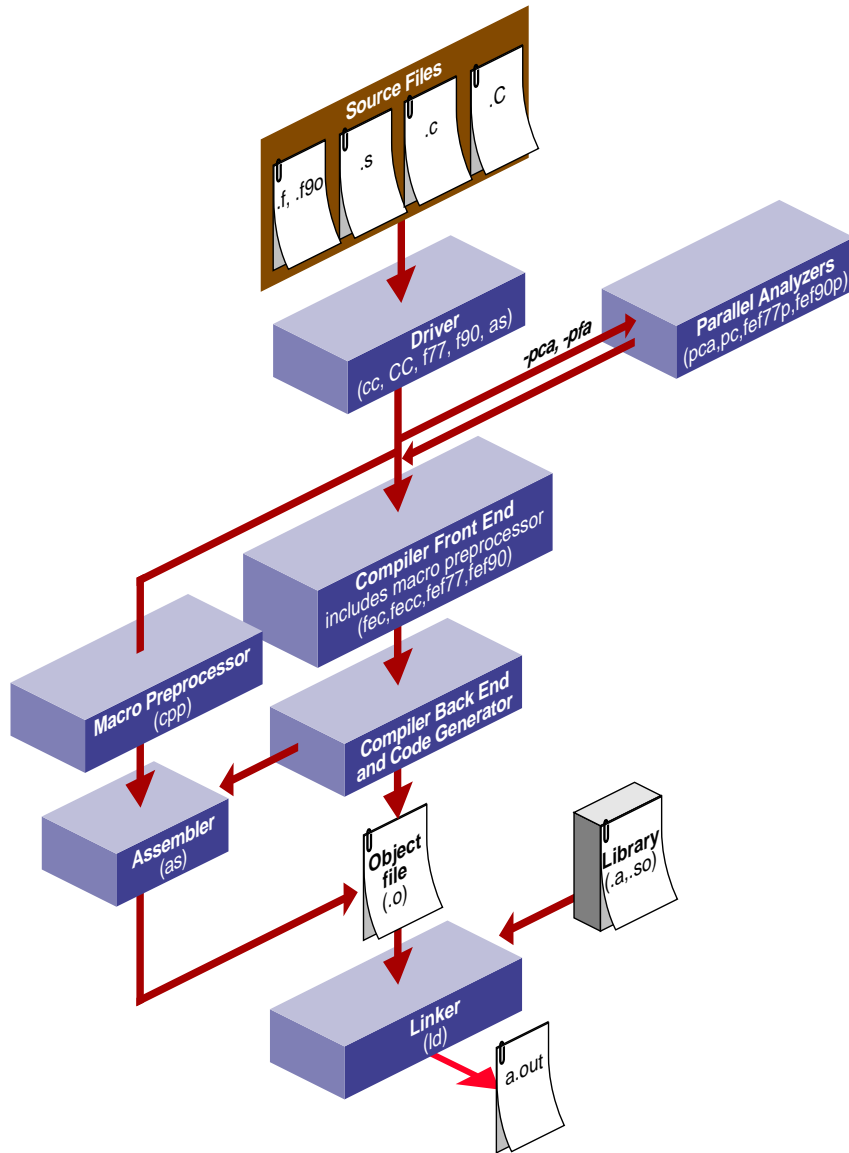 Source Files
.f, .f90
.s
.c
.C
Driver
(cc, CC, f77, f90, as)
-pca, -pfa
Parallel Analyzers
(pca,pc,fef77p,fef90p)
Compiler Front End
includes macro preprocessor
(fec,fecc,fef77,fef90)
Macro Preprocessor
(cpp)
Compiler Back End
and Code Generator
Assembler
(as)
Object
file
(.o)
Library
(.a,.so)
Linker
(ld)
a.out